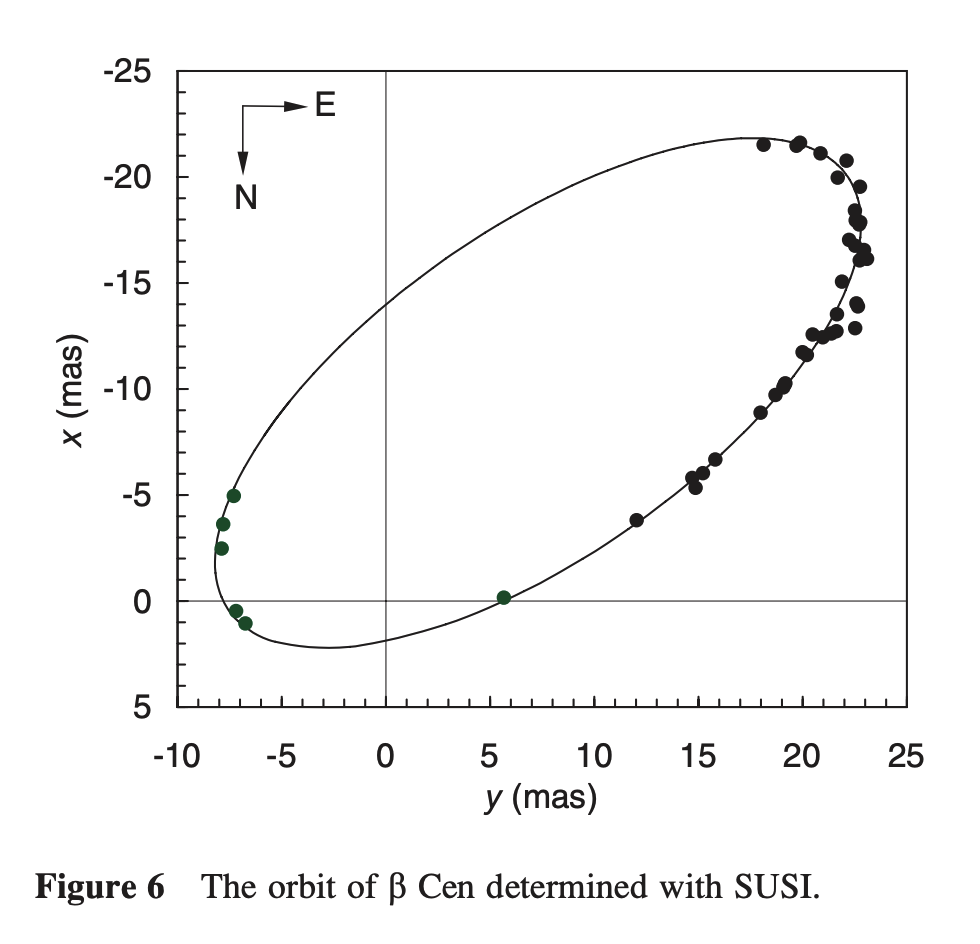 -25
E
-20
N
-15
x (mas)
-10
-5
0
5
-10 -5 0 5 10 15 20 25
y (mas)
Figure 6 The orbit of β Cen determined with SUSI.